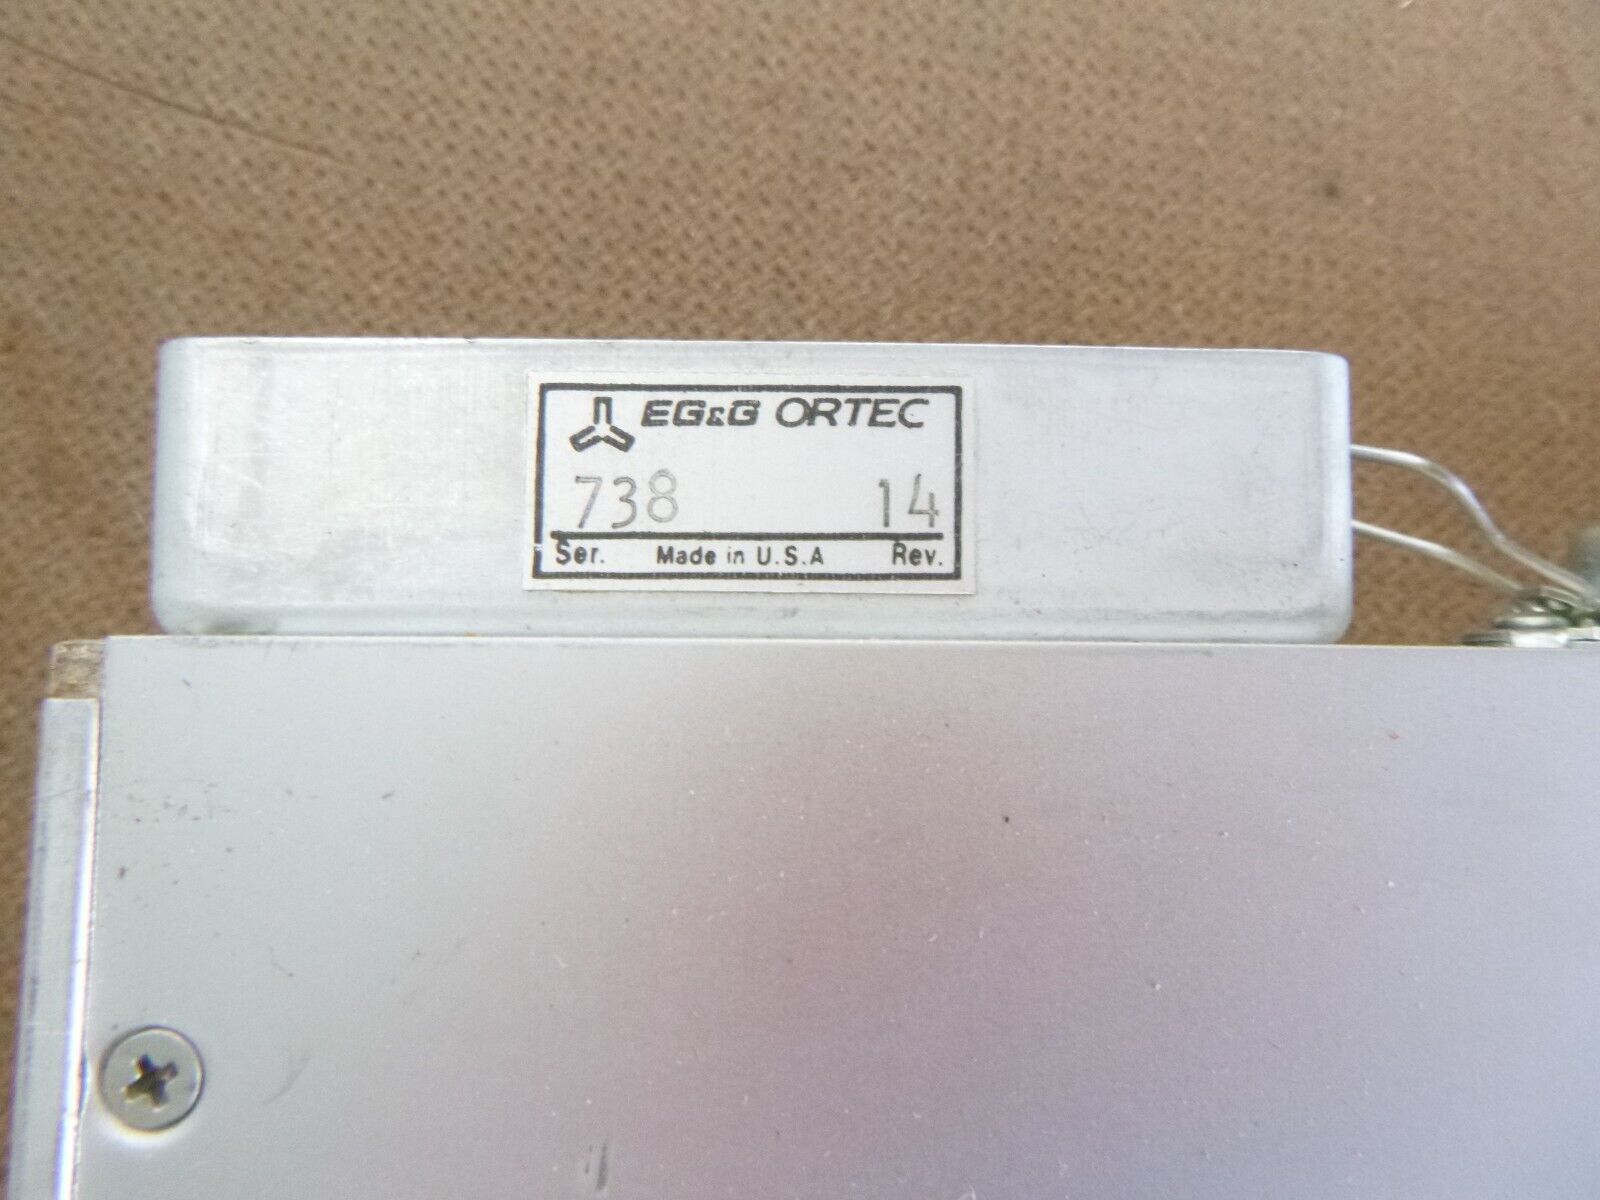 EG&G ORTEC
738 14
Ser. Made in U.S.A Rev.